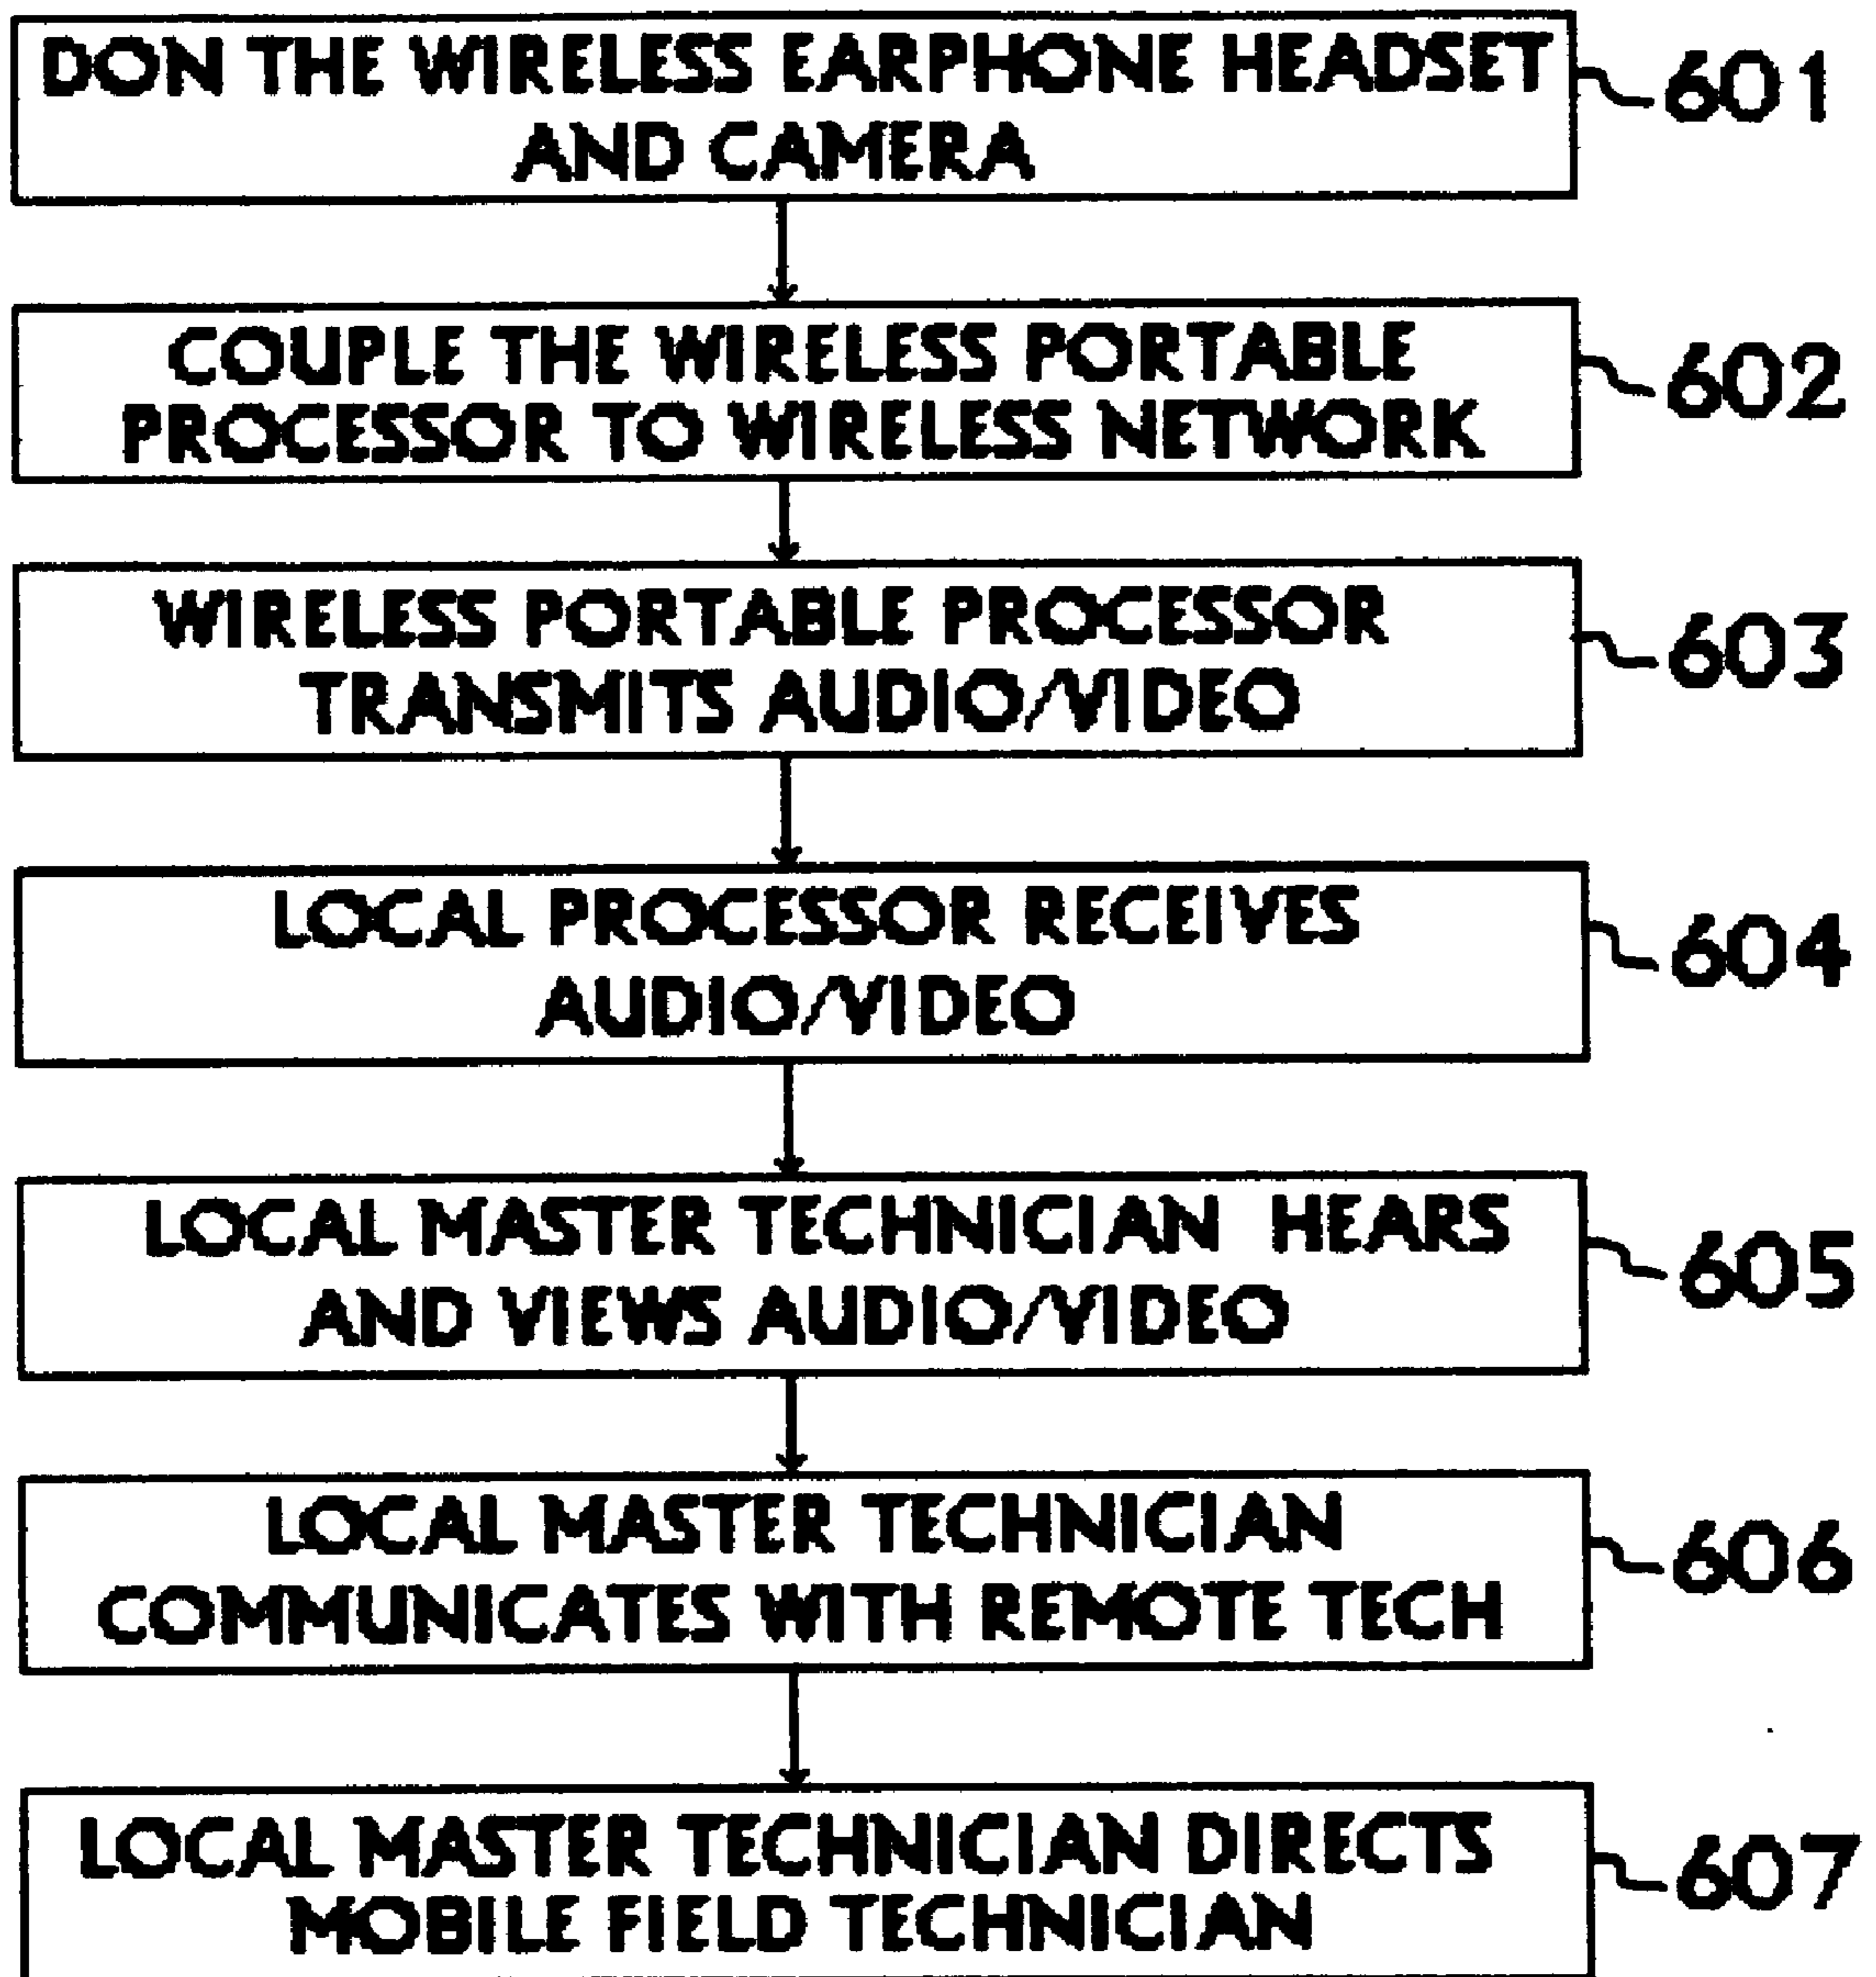 DON THE WIRELESS EARPHONE HEADSET
AND CAMERA
601
COUPLE THE WIRELESS PORTABLE
PROCESSOR TO WIRELESS NETWORK
602
WIRELESS PORTABLE PROCESSOR
TRANSMITS AUDIO/VIDEO
603
LOCAL PROCESSOR RECEIVES
AUDIO/VIDEO
604
LOCAL MASTER TECHNICIAN HEARS
AND VIEWS AUDIO/VIDEO
605
LOCAL MASTER TECHNICIAN
COMMUNICATES WITH REMOTE TECH
606
LOCAL MASTER TECHNICIAN DIRECTS
MOBILE FIELD TECHNICIAN
607